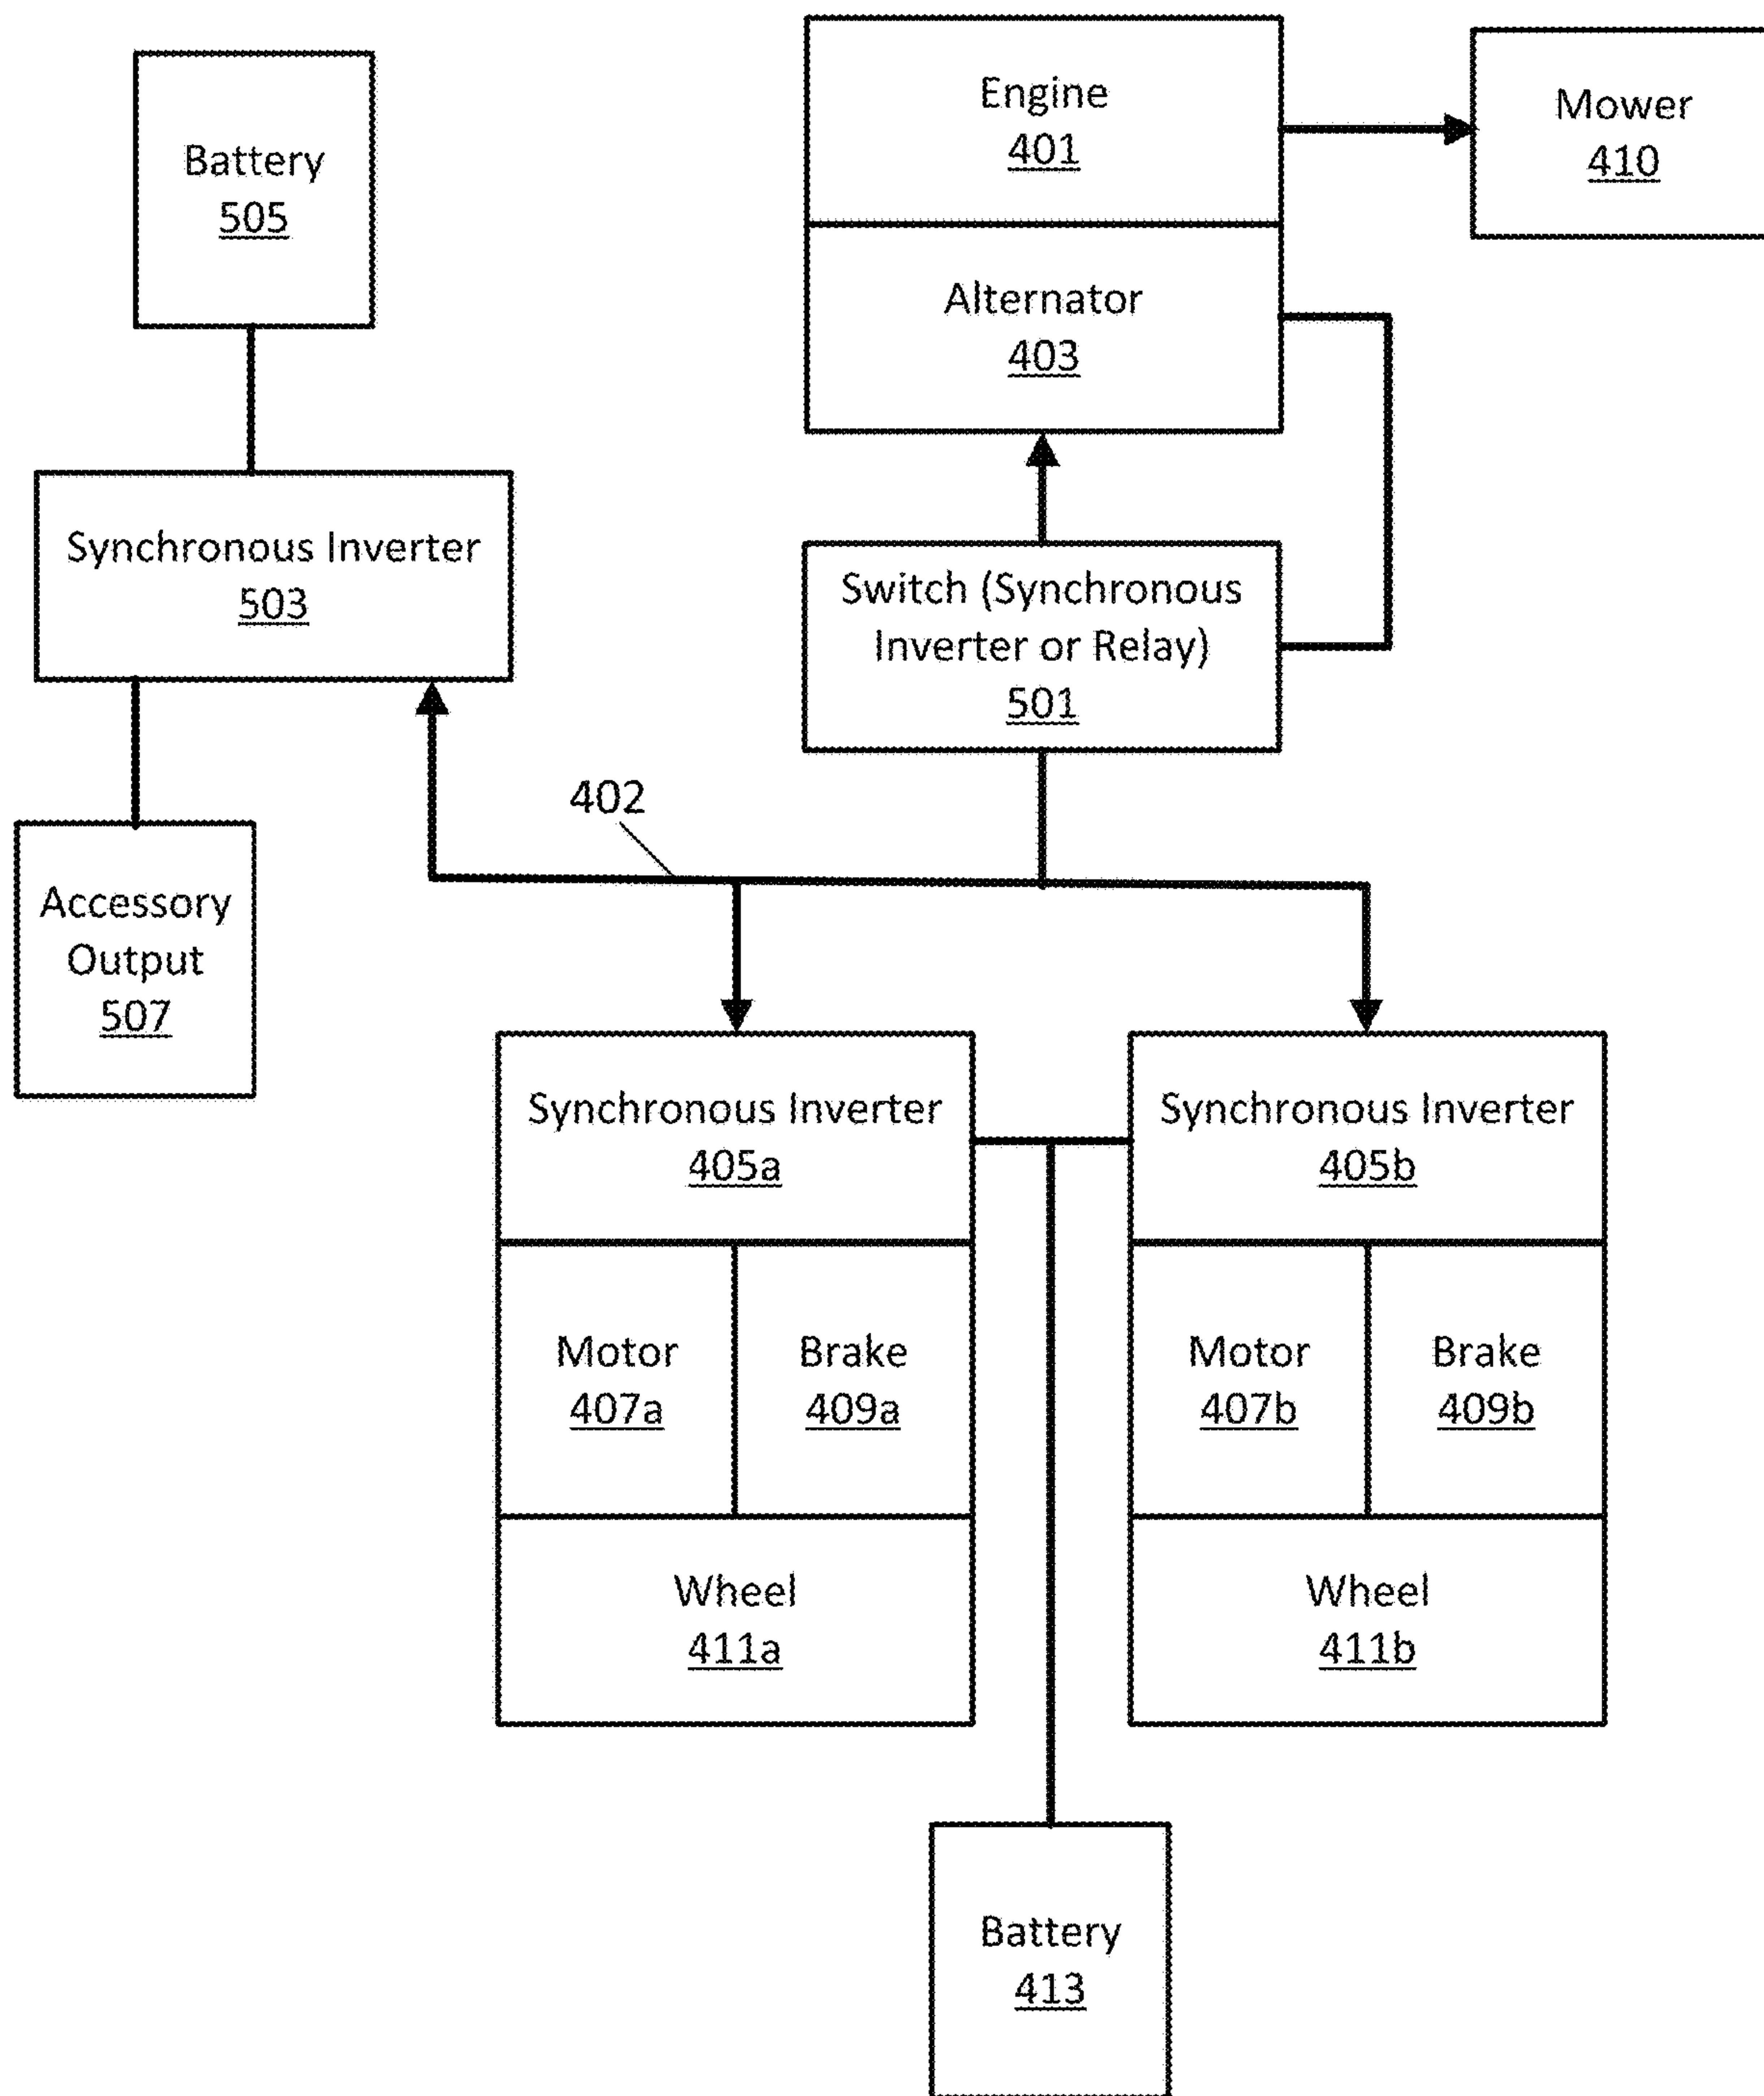 Engine
401
Mower
410
Battery
505
Alternator
403
Synchronous Inverter
503
Switch (Synchronous
Inverter or Relay)
501
402
Accessory
Output
507
Synchronous Inverter
405a
Synchronous Inverter
405b
Motor
407a
Brake
409a
Motor
407b
Brake
409b
Wheel
411a
Wheel
411b
Battery
413